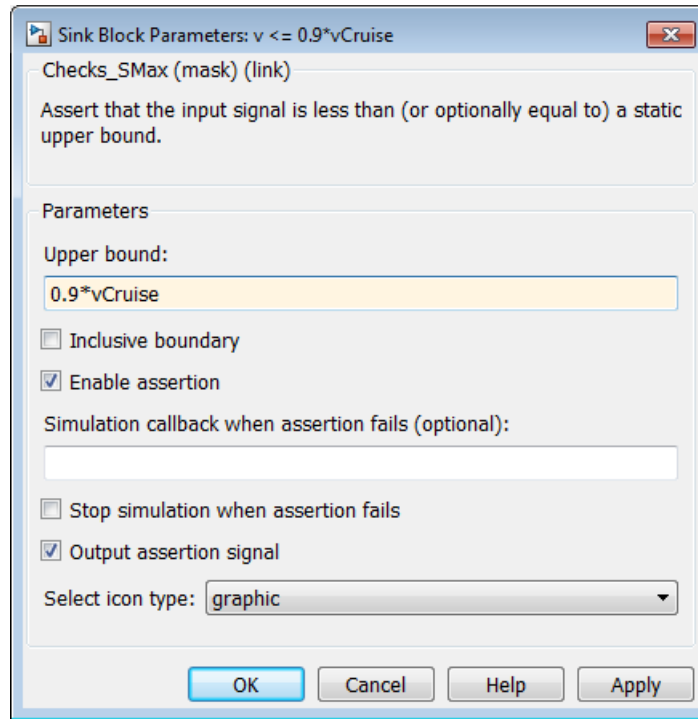 Sink Block Parameters: v <= 0.9*vCruise
Checks_SMax (mask) (link)
Assert that the input signal is less than (or optionally equal to) a static
upper bound.
Parameters
Upper bound:
0.9*vCruise
Inclusive boundary
Enable assertion
Simulation callback when assertion fails (optional):
Stop simulation when assertion fails
Output assertion signal
Select icon type: graphic
OK Cancel Help Apply